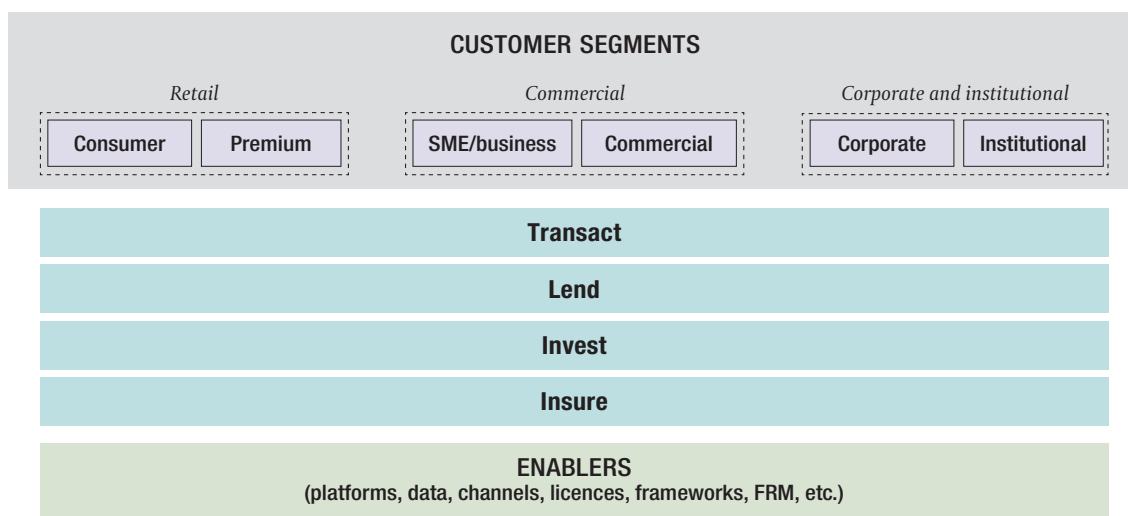 CUSTOMER SEGMENTS
Retail Commercial Corporate and institutional
Consumer Premium SME/business Commercial Corporate Institutional
Transact
Lend
Invest
Insure
ENABLERS
(platforms, data, channels, licences, frameworks, FRM, etc.)